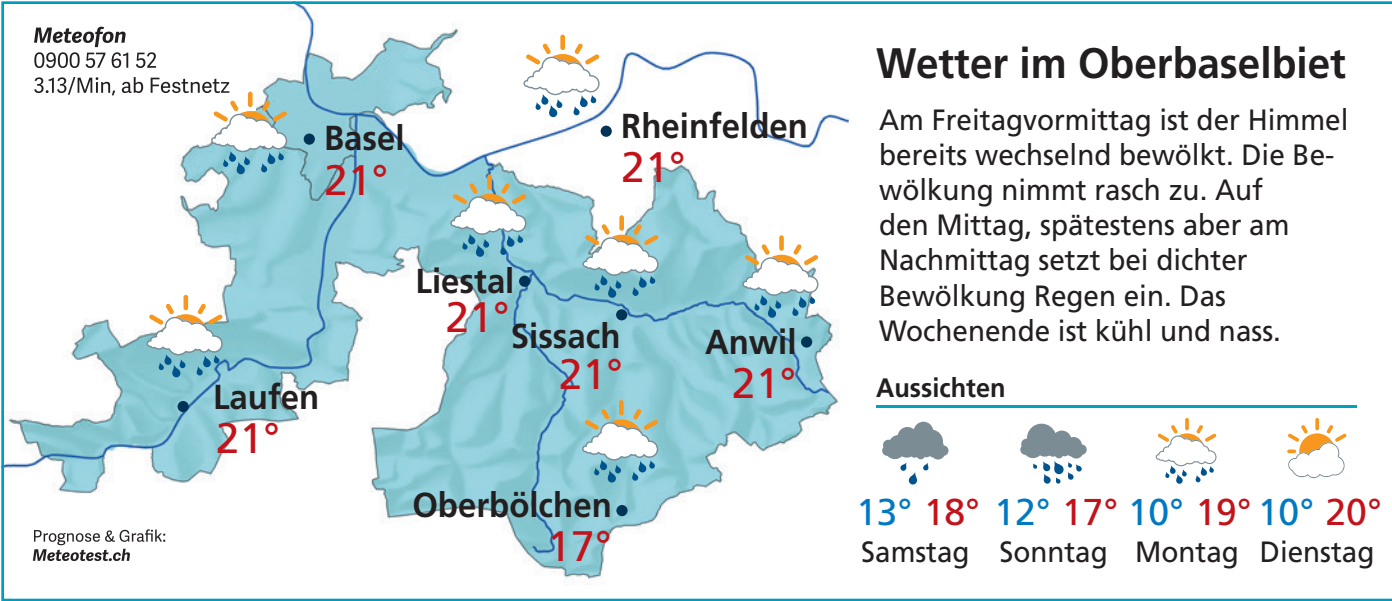 Meteofon
0900 57 61 52
3.13/Min, ab Festnetz
Basel
21°
Rheinfelden
21°
Liestal
21°
Sissach
21°
Anwil
21°
Laufen
21°
Oberbölchen
17°
Prognose & Grafik:
Meteotest.ch
Wetter im Oberbaselbiet
Am Freitagvormittag ist der Himmel
bereits wechselnd bewölkt. Die Be-
wölkung nimmt rasch zu. Auf
den Mittag, spätestens aber am
Nachmittag setzt bei dichter
Bewölkung Regen ein. Das
Wochenende ist kühl und nass.
Aussichten
13° 18° 12° 17° 10° 19° 10° 20°
Samstag Sonntag Montag Dienstag